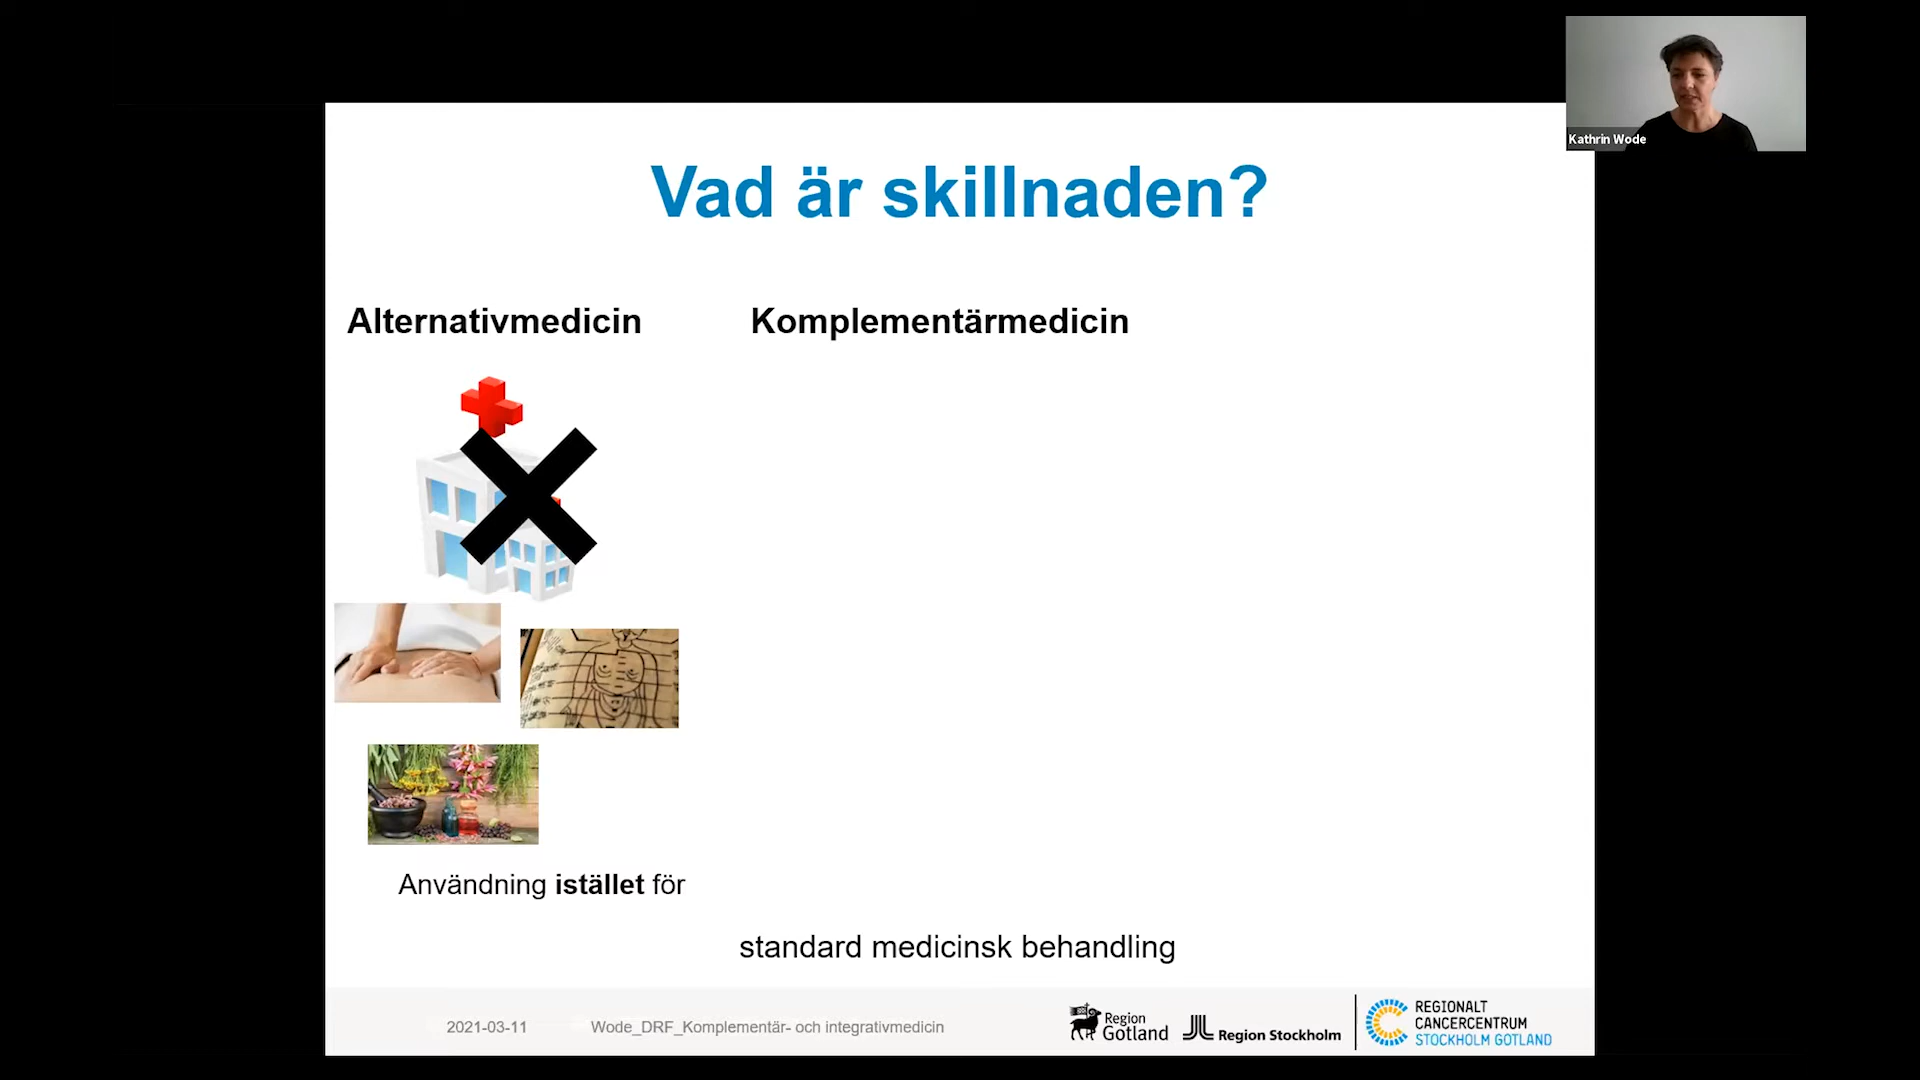 Kathrin Wode
Vad är skillnaden?
Alternativmedicin
Komplementärmedicin
Användning istället för
standard medicinsk behandling
2021-03-11
Wode_DRF_Komplementär- och integrativmedicin
Region
Gotland
Region Stockholm
REGIONALT
CANCERCENTRUM
STOCKHOLM GOTLAND